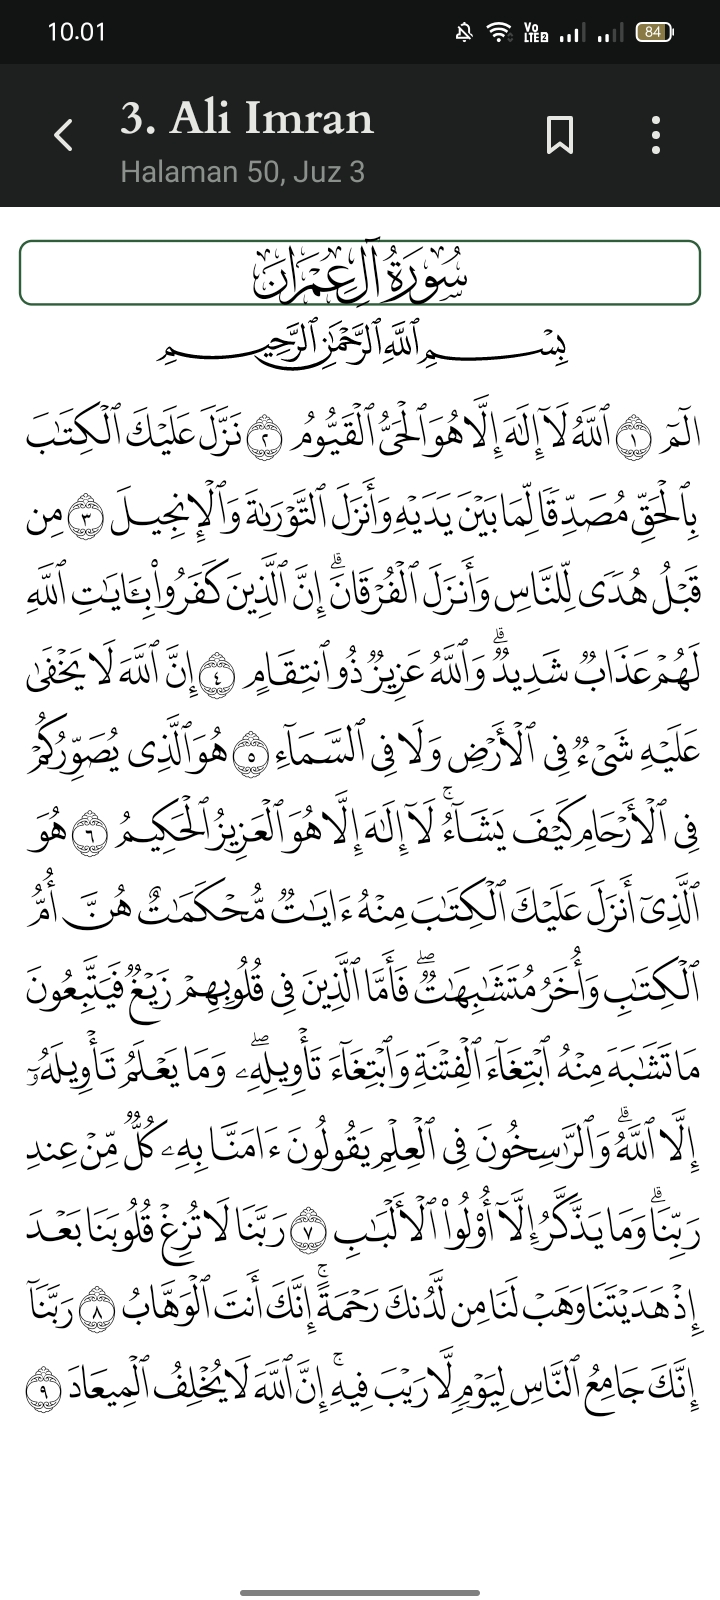 10.01
Vo LTE2
84
3. Ali Imran
Halaman 50, Juz 3
سُورَةُ آلِ عِمْرَانَ
بِسْمِ ٱللَّهِ ٱلرَّحْمَٰنِ ٱلرَّحِيمِ
الٓمٓ ١ ٱللَّهُ لَآ إِلَٰهَ إِلَّا هُوَ ٱلْحَىُّ ٱلْقَيُّومُ ٢ نَزَّلَ عَلَيْكَ ٱلْكِتَٰبَ
بِٱلْحَقِّ مُصَدِّقًا لِّمَا بَيْنَ يَدَيْهِ وَأَنزَلَ ٱلتَّوْرَىٰةَ وَٱلْإِنجِيلَ ٣ مِن
قَبْلُ هُدًى لِّلنَّاسِ وَأَنزَلَ ٱلْفُرْقَانَ ۗ إِنَّ ٱلَّذِينَ كَفَرُوا۟ بِـَٔايَٰتِ ٱللَّهِ
لَهُمْ عَذَابٌ شَدِيدٌ ۗ وَٱللَّهُ عَزِيزٌ ذُو ٱنتِقَامٍ ٤ إِنَّ ٱللَّهَ لَا يَخْفَىٰ
عَلَيْهِ شَىْءٌ فِى ٱلْأَرْضِ وَلَا فِى ٱلسَّمَآءِ ٥ هُوَ ٱلَّذِى يُصَوِّرُكُمْ
فِى ٱلْأَرْحَامِ كَيْفَ يَشَآءُ ۚ لَآ إِلَٰهَ إِلَّا هُوَ ٱلْعَزِيزُ ٱلْحَكِيمُ ٦ هُوَ
ٱلَّذِىٓ أَنزَلَ عَلَيْكَ ٱلْكِتَٰبَ مِنْهُ ءَايَٰتٌ مُّحْكَمَٰتٌ هُنَّ أُمُّ
ٱلْكِتَٰبِ وَأُخَرُ مُتَشَٰبِهَٰتٌ ۖ فَأَمَّا ٱلَّذِينَ فِى قُلُوبِهِمْ زَيْغٌ فَيَتَّبِعُونَ
مَا تَشَٰبَهَ مِنْهُ ٱبْتِغَآءَ ٱلْفِتْنَةِ وَٱبْتِغَآءَ تَأْوِيلِهِۦ ۗ وَمَا يَعْلَمُ تَأْوِيلَهُۥٓ
إِلَّا ٱللَّهُ ۗ وَٱلرَّٰسِخُونَ فِى ٱلْعِلْمِ يَقُولُونَ ءَامَنَّا بِهِۦ كُلٌّ مِّنْ عِندِ
رَبِّنَا ۗ وَمَا يَذَّكَّرُ إِلَّآ أُو۟لُوا۟ ٱلْأَلْبَٰبِ ٧ رَبَّنَا لَا تُزِغْ قُلُوبَنَا بَعْدَ
إِذْ هَدَيْتَنَا وَهَبْ لَنَا مِن لَّدُنكَ رَحْمَةً ۚ إِنَّكَ أَنتَ ٱلْوَهَّابُ ٨ رَبَّنَآ
إِنَّكَ جَامِعُ ٱلنَّاسِ لِيَوْمٍ لَّا رَيْبَ فِيهِ ۚ إِنَّ ٱللَّهَ لَا يُخْلِفُ ٱلْمِيعَادَ ٩